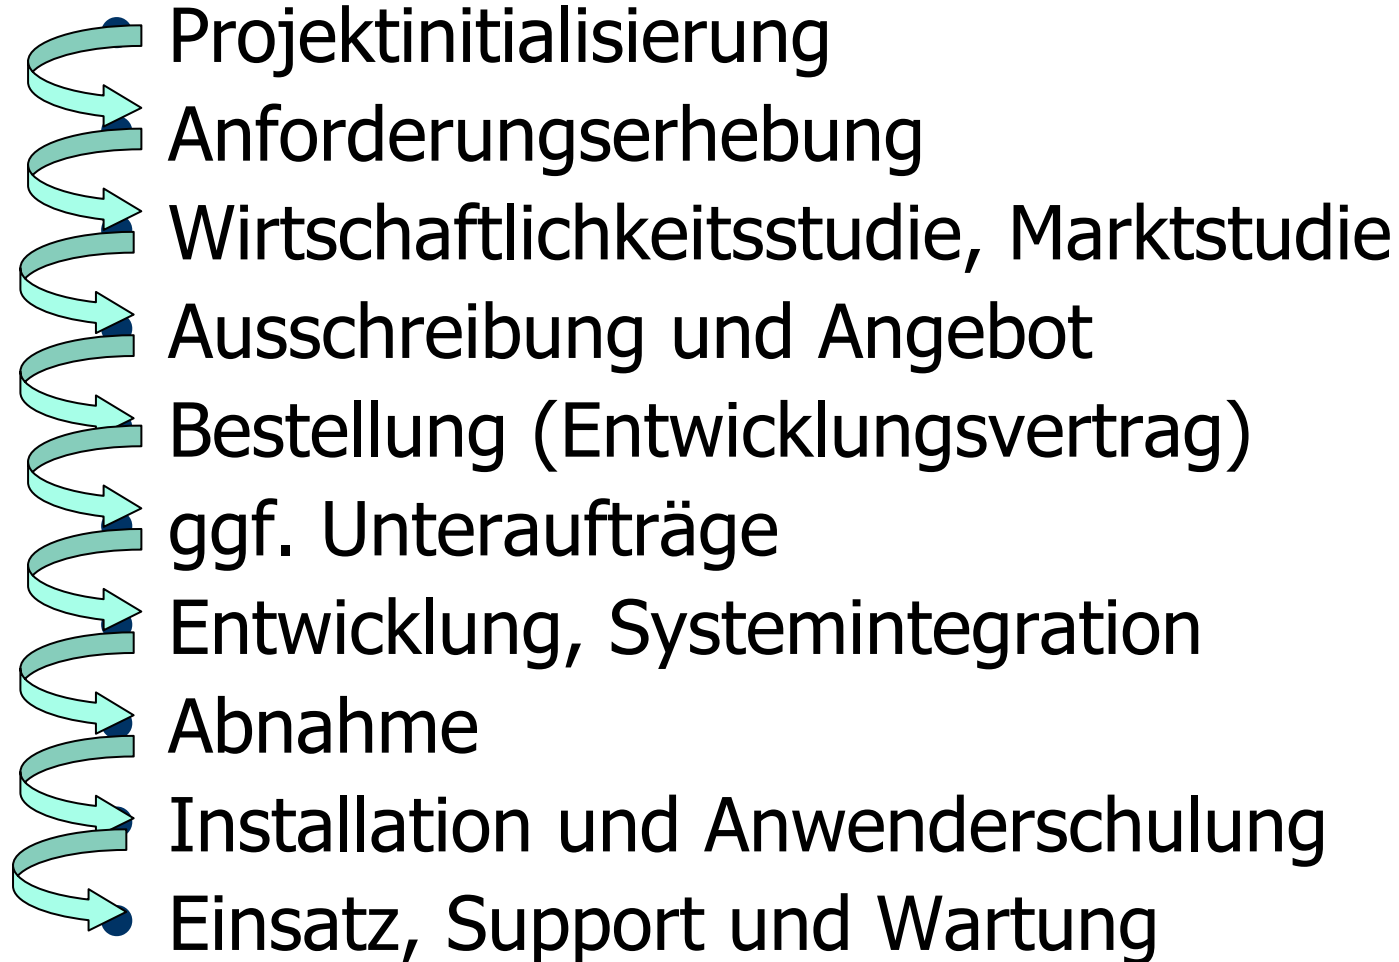 Projektinitialisierung
Anforderungserhebung
Wirtschaftlichkeitsstudie, Marktstudie
Ausschreibung und Angebot
Bestellung (Entwicklungsvertrag)
ggf. Unteraufträge
Entwicklung, Systemintegration
Abnahme
Installation und Anwenderschulung
Einsatz, Support und Wartung